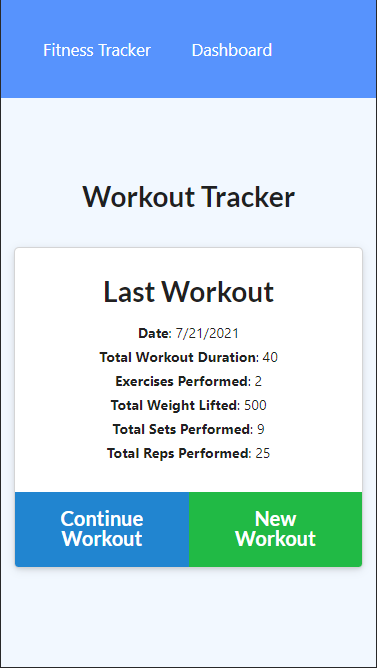 Fitness Tracker Dashboard
Workout Tracker
Last Workout
Date: 7/21/2021
Total Workout Duration: 40
Exercises Performed: 2
Total Weight Lifted: 500
Total Sets Performed: 9
Total Reps Performed: 25
Continue
Workout
New
Workout